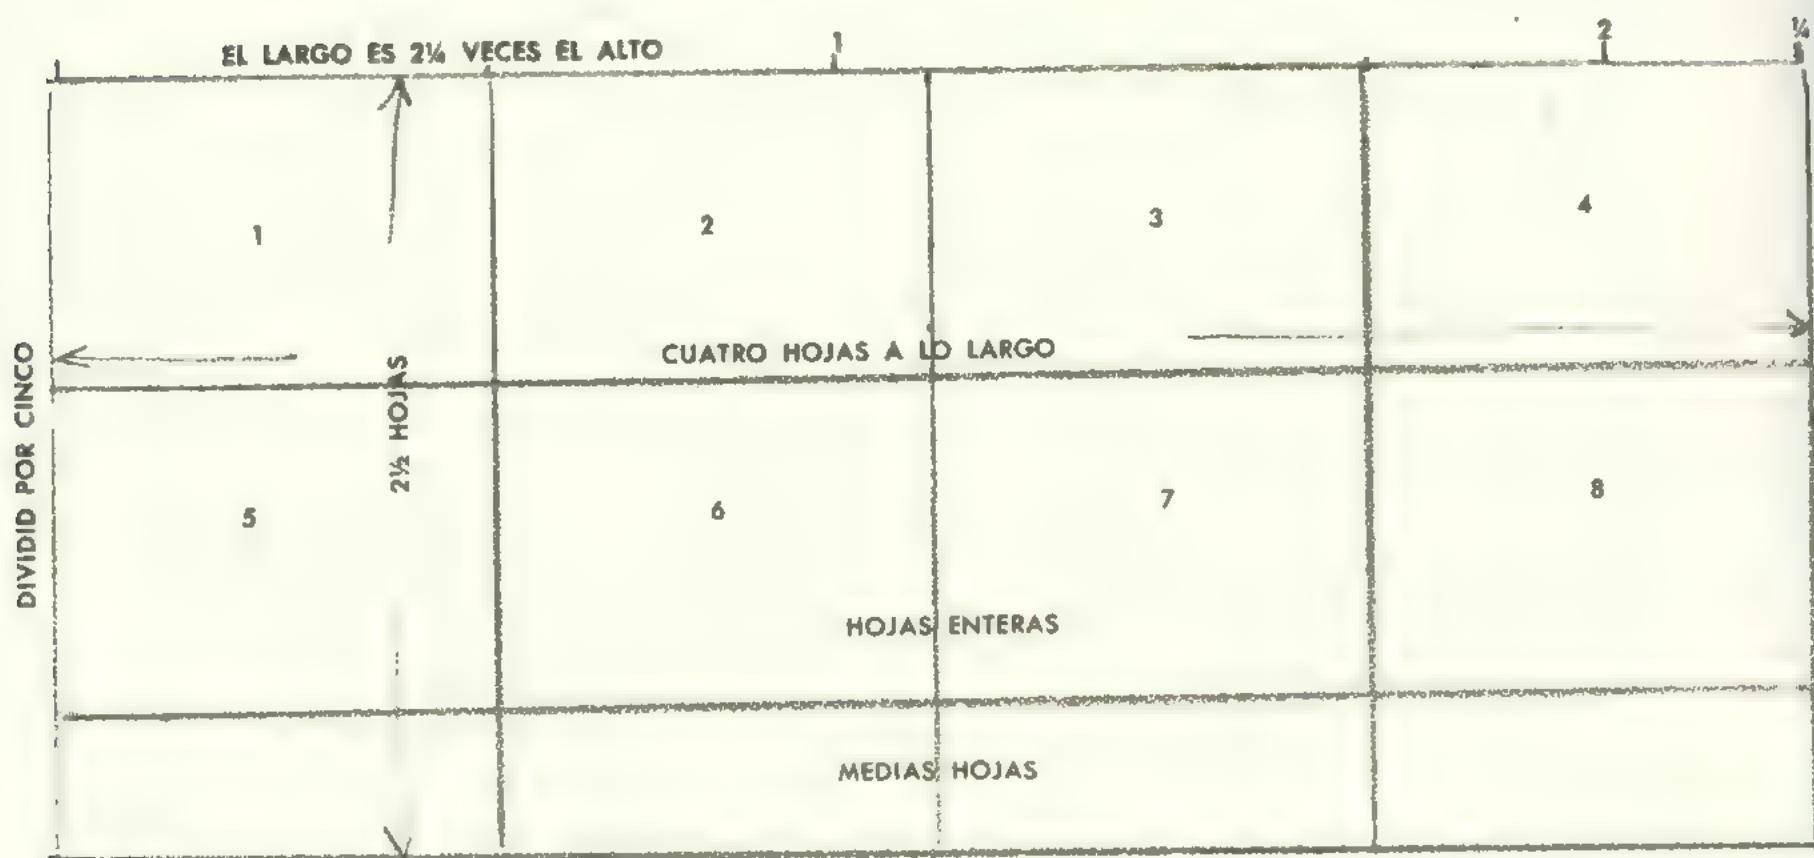 EL LARGO ES 2¼ VECES EL ALTO
1
2
¼
1
2
3
4
CUATRO HOJAS A LO LARGO
DIVIDID POR CINCO
2½ HOJAS
5
6
7
8
HOJAS ENTERAS
MEDIAS HOJAS